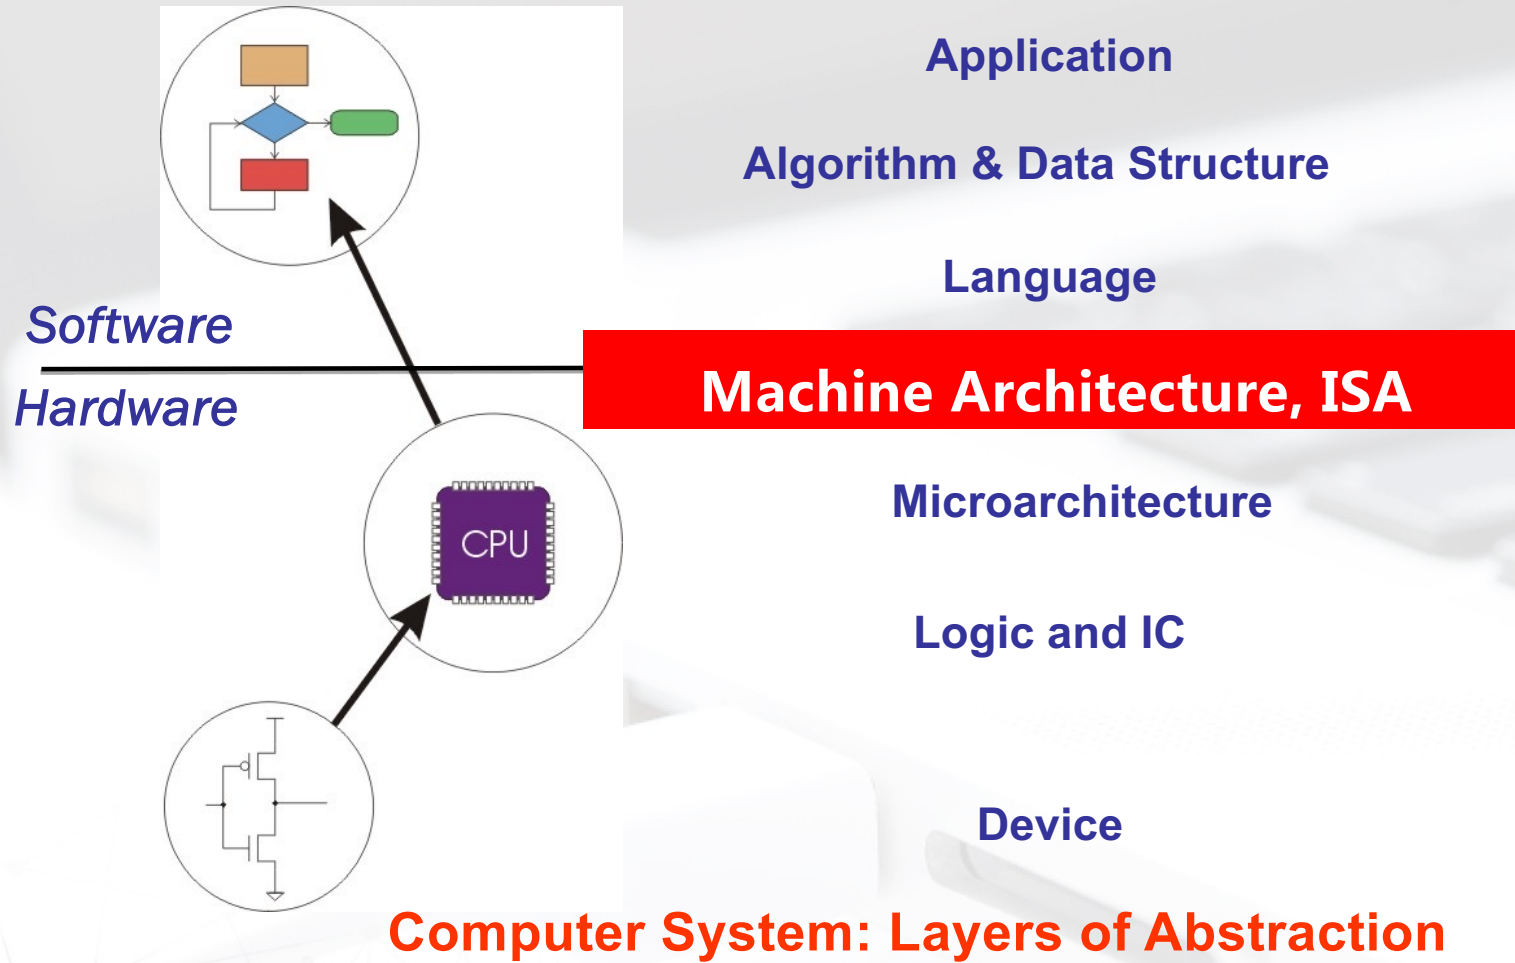 Application
Algorithm & Data Structure
Language
Software
Hardware
Machine Architecture, ISA
Microarchitecture
CPU
Logic and IC
Device
Computer System: Layers of Abstraction